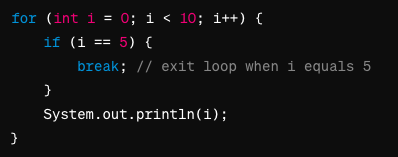 for (int i = 0; i < 10; i++) {
    if (i == 5) {
        break; // exit loop when i equals 5
    }
    System.out.println(i);
}